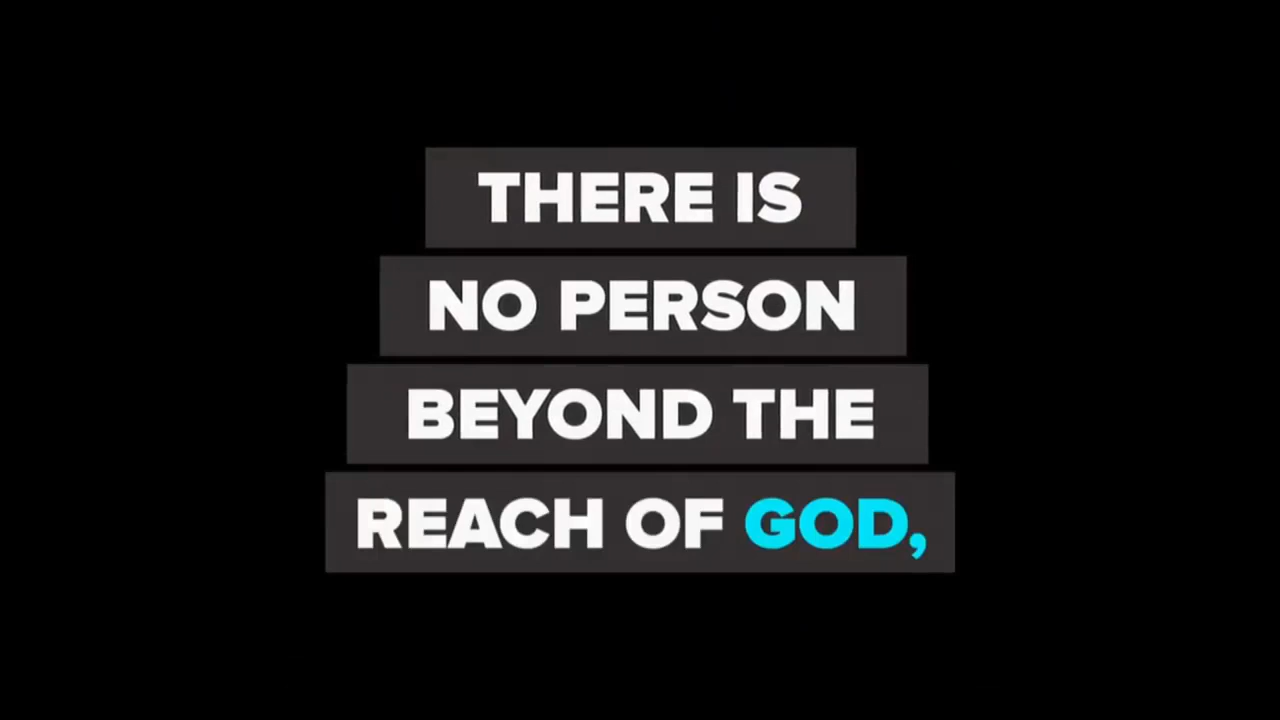 THERE IS
NO PERSON
BEYOND THE
REACH OF GOD,